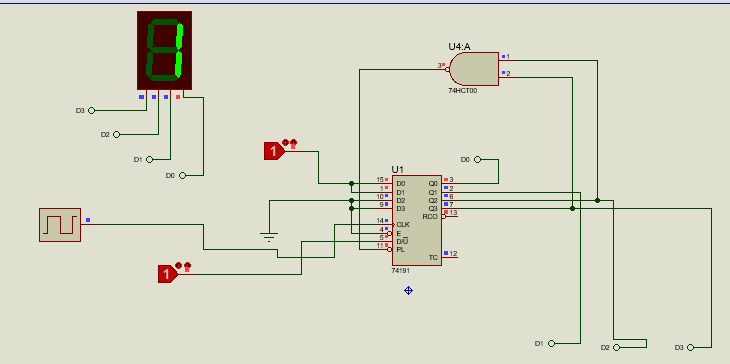 1
U4:A
1
2
3
74HCT00
D3
D2
D1
D0
1
D0
U1
15 D0 Q0 3
1 D1 Q1 2
10 D2 Q2 6
9 D3 Q3 7
RCO 13
14 CLK
4 E
5 D/U
11 PL
TC 12
74191
1
D1
D2
D3